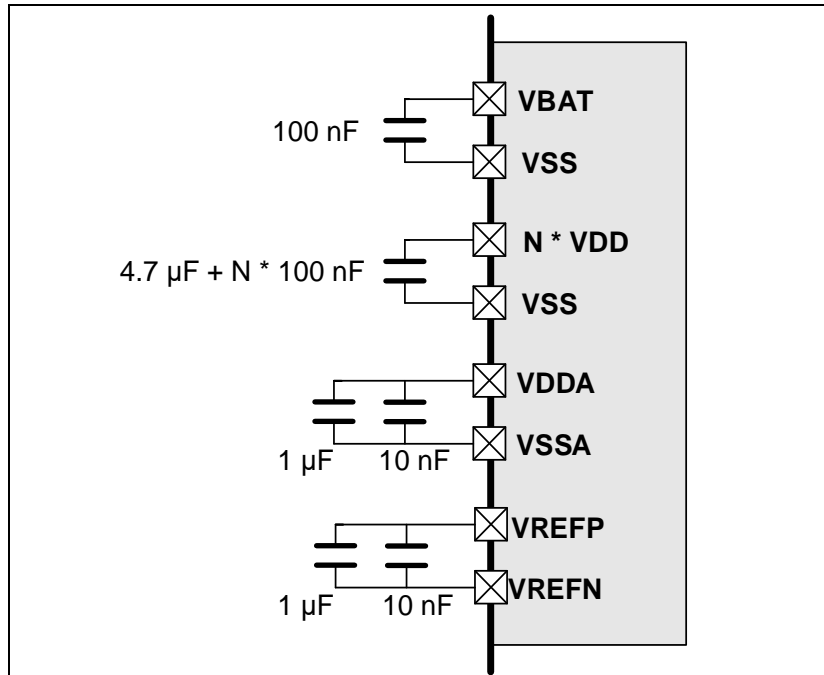 VBAT
100 nF
VSS
N * VDD
4.7 µF + N * 100 nF
VSS
VDDA
VSSA
1 µF 10 nF
VREFP
VREFN
1 µF 10 nF